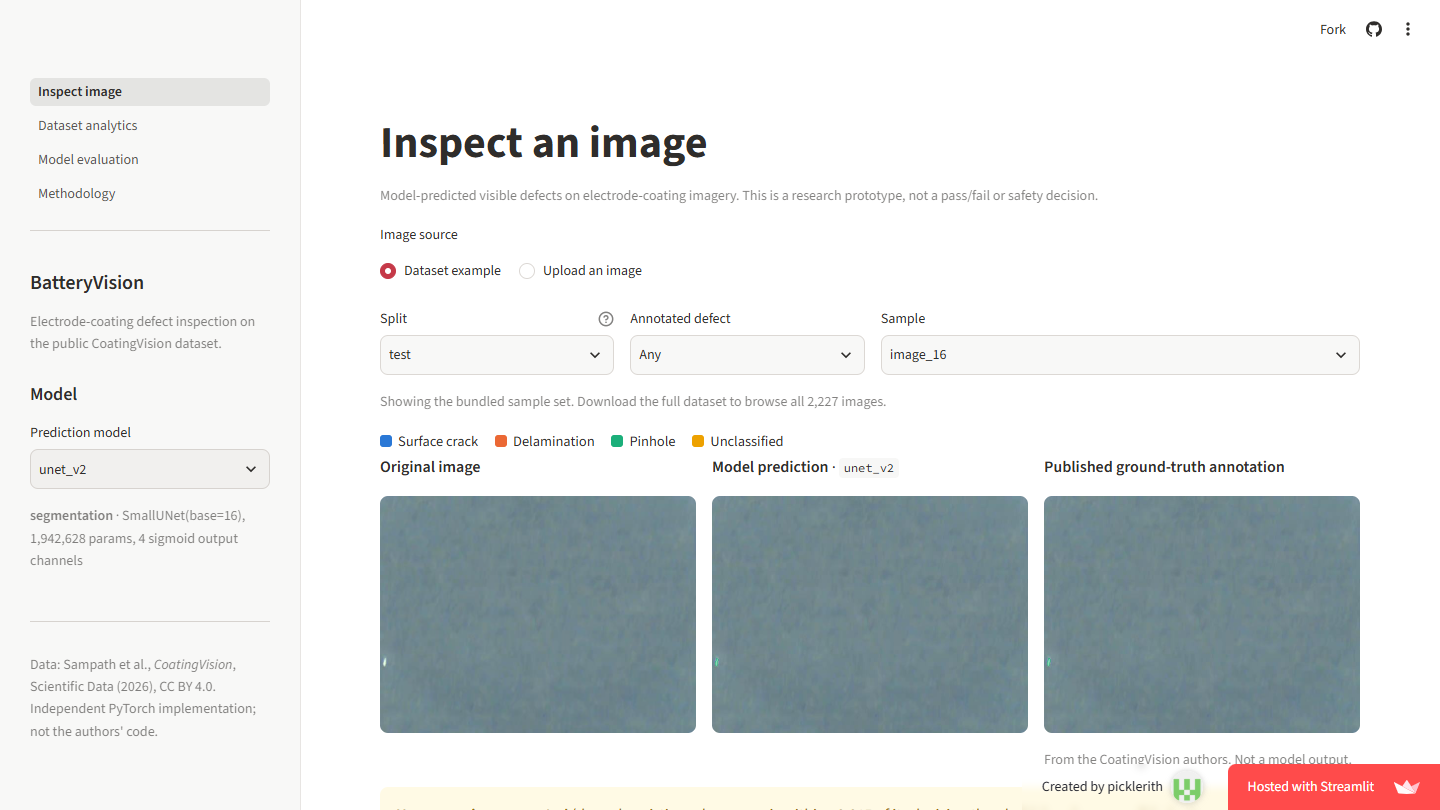 Fork
Inspect image
Dataset analytics
Model evaluation
Methodology
BatteryVision
Electrode-coating defect inspection on
the public CoatingVision dataset.
Model
Prediction model
unet_v2
segmentation · SmallUNet(base=16),
1,942,628 params, 4 sigmoid output
channels
Data: Sampath et al., CoatingVision,
Scientific Data (2026), CC BY 4.0.
Independent PyTorch implementation;
not the authors' code.
Inspect an image
Model-predicted visible defects on electrode-coating imagery. This is a research prototype, not a pass/fail or safety decision.
Image source
Dataset example Upload an image
Split Annotated defect Sample
test Any image_16
Showing the bundled sample set. Download the full dataset to browse all 2,227 images.
Surface crack Delamination Pinhole Unclassified
Original image Model prediction · unet_v2 Published ground-truth annotation
From the CoatingVision authors. Not a model output.
Created by picklerith
Hosted with Streamlit